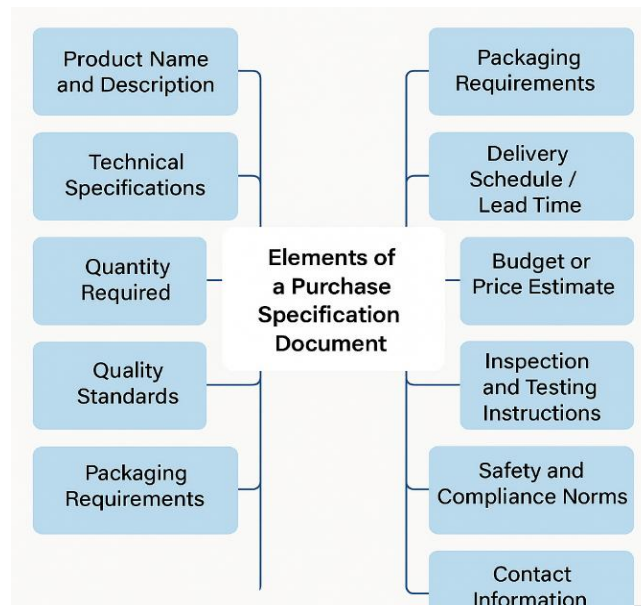 Product Name
and Description
Technical
Specifications
Quantity
Required
Quality
Standards
Packaging
Requirements
Elements of
a Purchase
Specification
Document
Packaging
Requirements
Delivery
Schedule /
Lead Time
Budget or
Price Estimate
Inspection
and Testing
Instructions
Safety and
Compliance Norms
Contact
Information